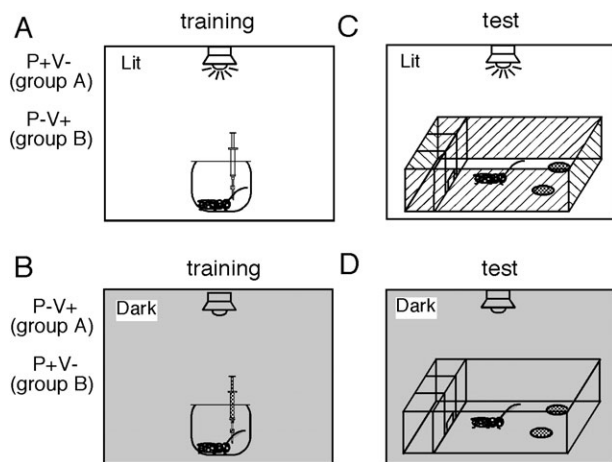 A
training
P+V-
(group A)
P-V+
(group B)
Lit
C
test
Lit
B
training
P-V+
(group A)
P+V-
(group B)
Dark
D
test
Dark